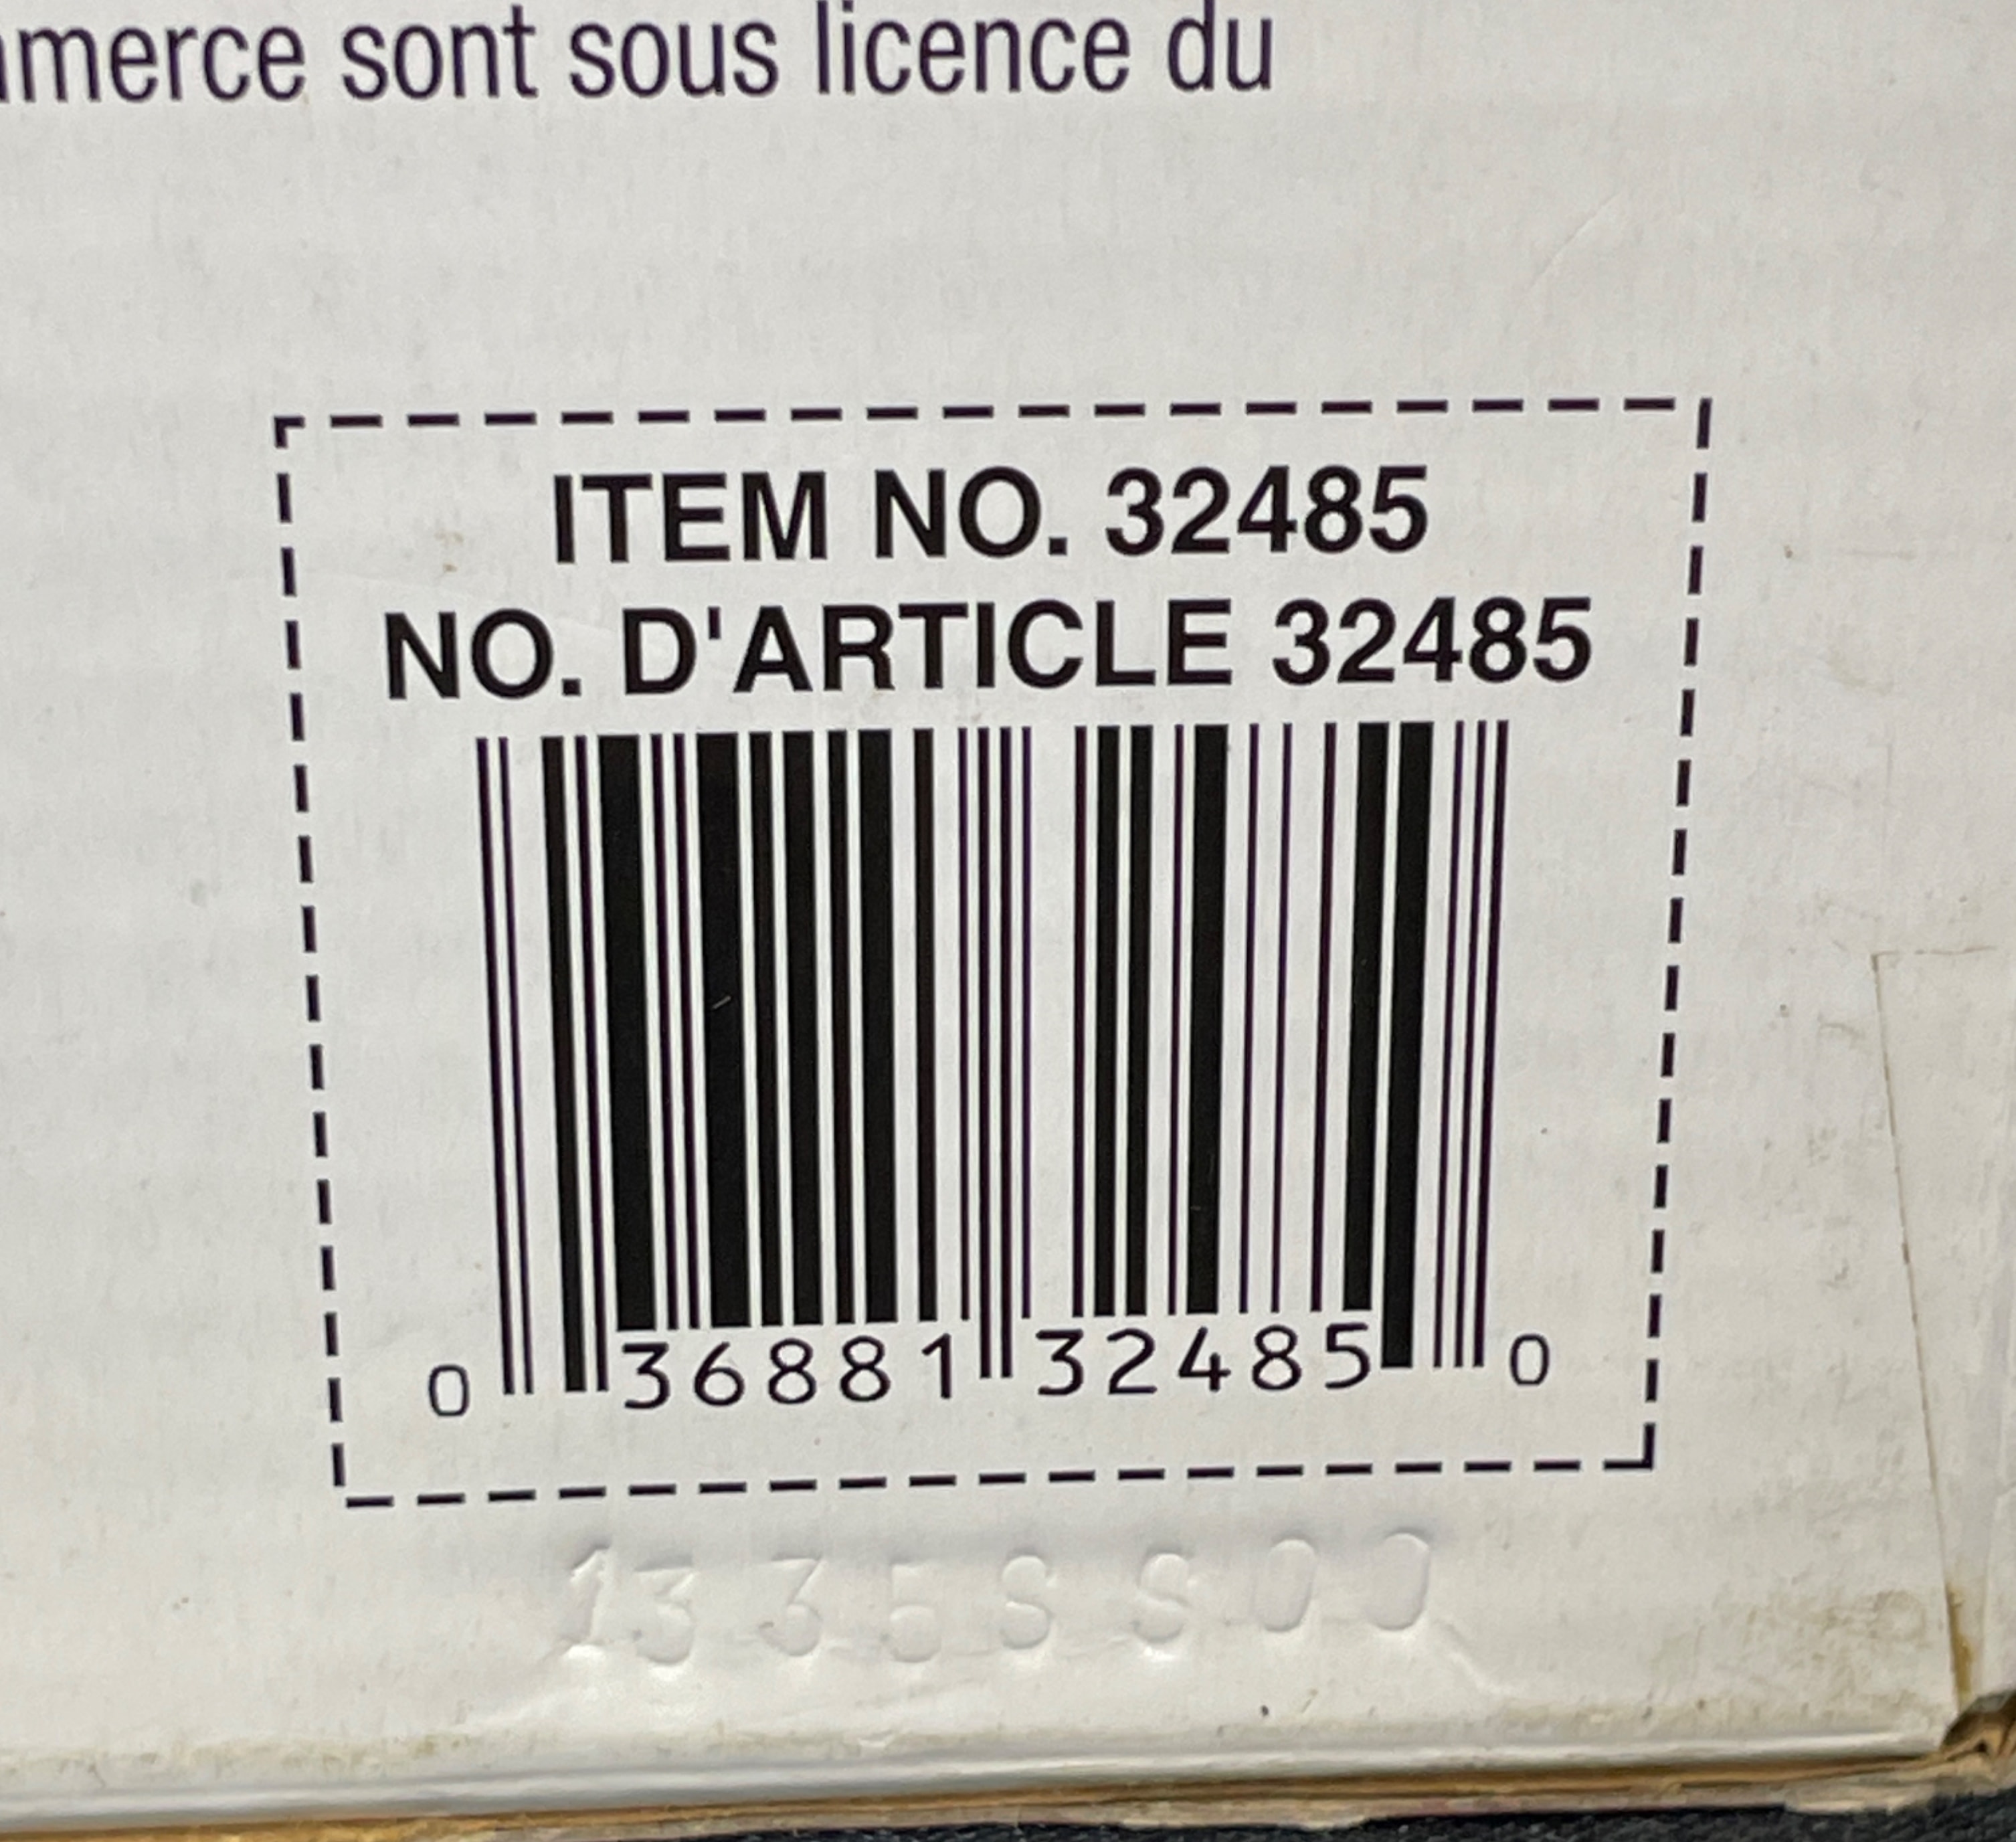 merce sont sous licence du
ITEM NO. 32485
NO. D'ARTICLE 32485
0 36881 32485 0